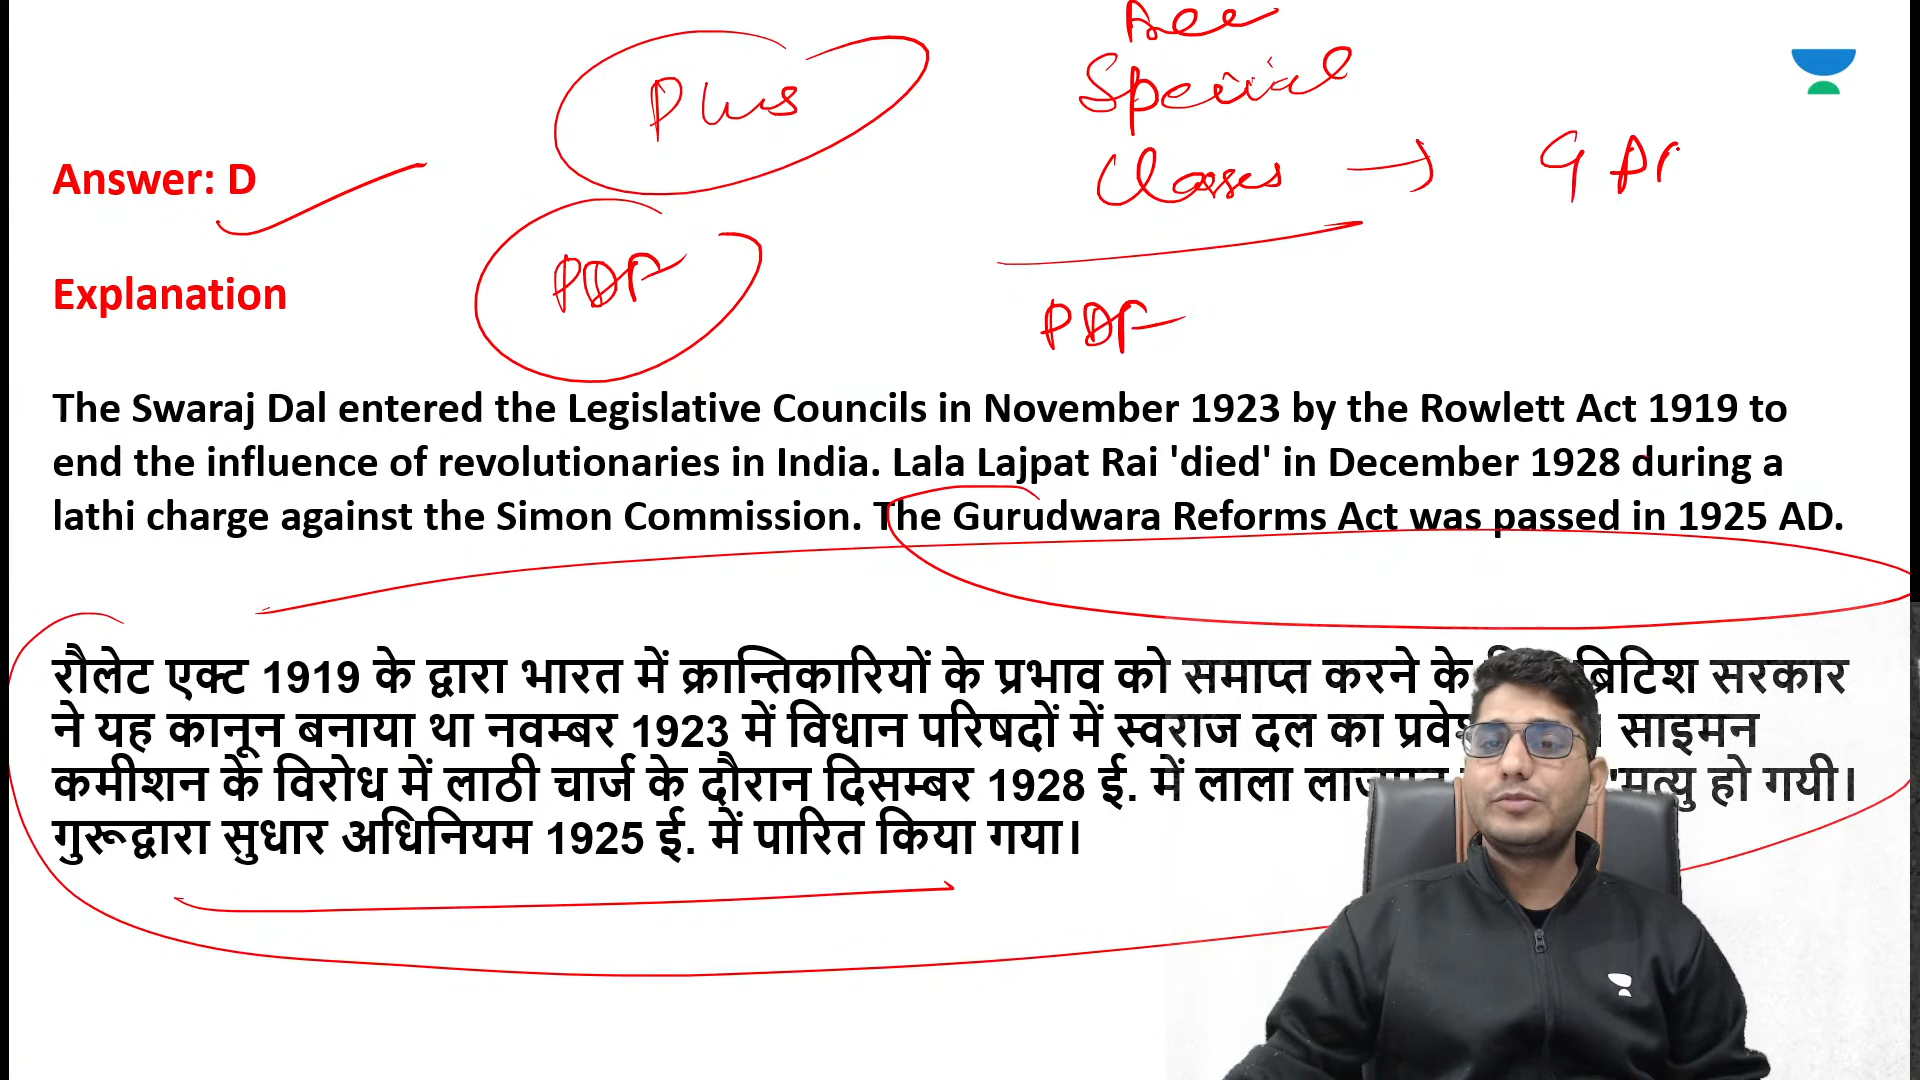 All
Special
Plus
Classes →
Answer: D
PDF
Explanation
PDF
The Swaraj Dal entered the Legislative Councils in November 1923 by the Rowlett Act 1919 to
end the influence of revolutionaries in India. Lala Lajpat Rai 'died' in December 1928 during a
lathi charge against the Simon Commission. The Gurudwara Reforms Act was passed in 1925 AD.
रौलेट एक्ट 1919 के द्वारा भारत में क्रान्तिकारियों के प्रभाव को समाप्त करने के ब्रिटिश सरकार
ने यह कानून बनाया था नवम्बर 1923 में विधान परिषदों में स्वराज दल का साइमन
कमीशन के विरोध में लाठी चार्ज के दौरान दिसम्बर 1928 ई. में लाला 'मृत्यु हो गयी।
गुरूद्वारा सुधार अधिनियम 1925 ई. में पारित किया गया।